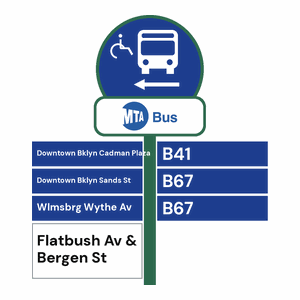 MTA Bus
Downtown Bklyn Cadman Plaza B41
Downtown Bklyn Sands St B67
Wlmsbrg Wythe Av B67
Flatbush Av &
Bergen St